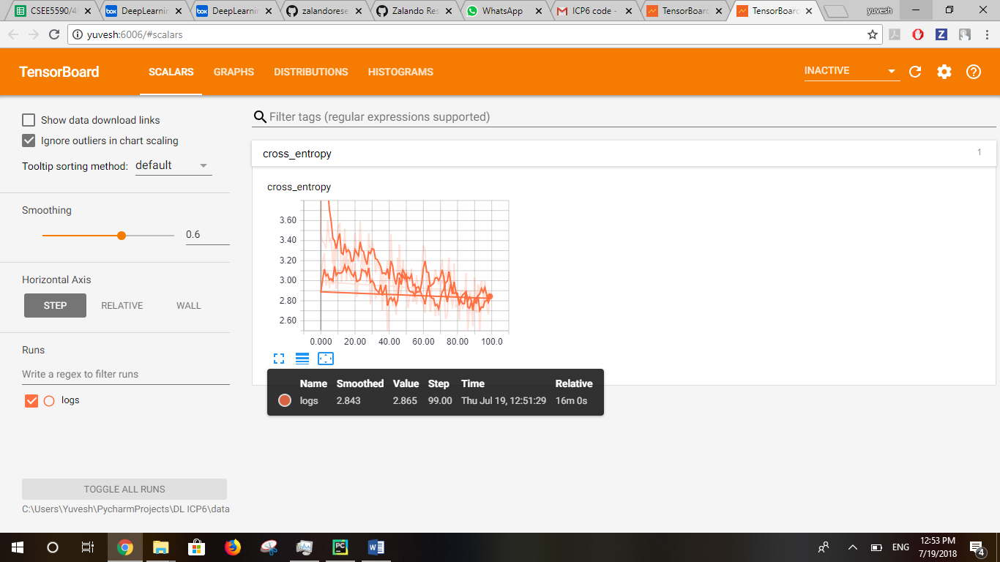 CSEE5590/4
DeepLearnin
DeepLearnin
zalandorese
Zalando Res
WhatsApp
ICP6 code -
TensorBoard
TensorBoard
yuvesh
yuvesh:6006/#scalars
TensorBoard
SCALARS
GRAPHS
DISTRIBUTIONS
HISTOGRAMS
INACTIVE
Show data download links
Ignore outliers in chart scaling
Tooltip sorting method: default
Smoothing
0.6
Horizontal Axis
STEP
RELATIVE
WALL
Runs
Write a regex to filter runs
logs
TOGGLE ALL RUNS
C:\Users\Yuvesh\PycharmProjects\DL ICP6\data
Filter tags (regular expressions supported)
cross_entropy 1
cross_entropy
3.60
3.40
3.20
3.00
2.80
2.60
0.000 20.00 40.00 60.00 80.00 100.0
Name Smoothed Value Step Time Relative
logs 2.843 2.865 99.00 Thu Jul 19, 12:51:29 16m 0s
ENG
12:53 PM
7/19/2018
4